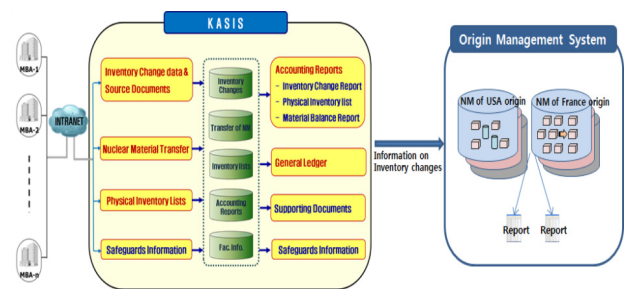 KASIS
MBA-1
MBA-2
MBA-n
INTRANET
Inventory Change data &
Source Documents
Nuclear Material Transfer
Physical Inventory Lists
Safeguards Information
Inventory
Changes
Transfer of NM
Inventory lists
Accounting
Reports
Fac. Info.
Accounting Reports
- Inventory Change Report
- Physical Inventory list
- Material Balance Report
General Ledger
Supporting Documents
Safeguards Information
Information on
Inventory changes
Origin Management System
NM of USA origin
NM of France origin
Report
Report